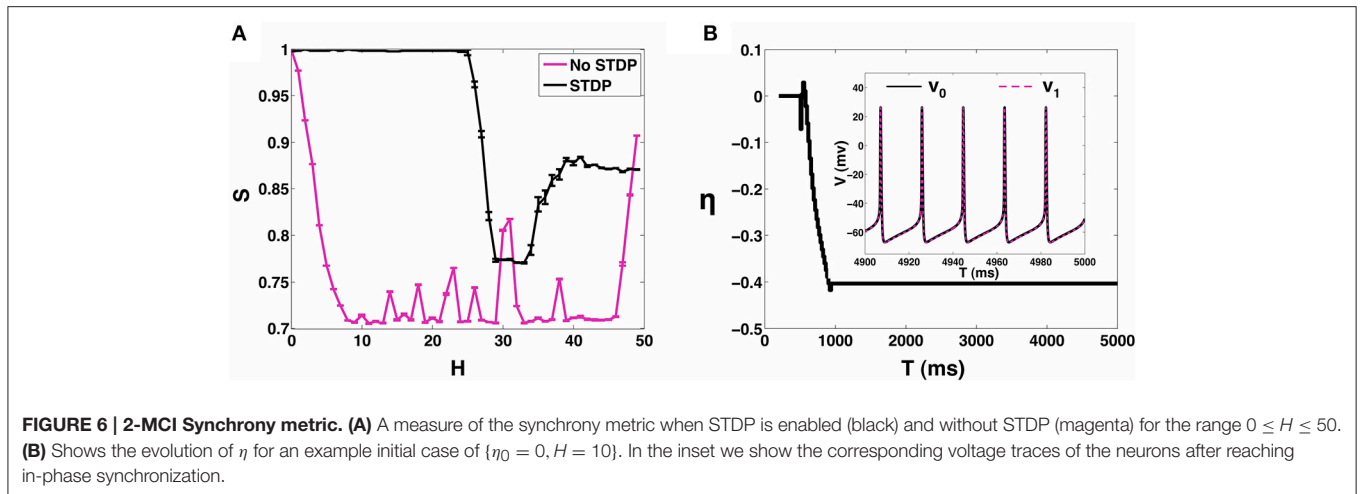 A
1
0.95
0.9
0.85
0.8
0.75
0.7
S
0
10
20
30
40
50
H
No STDP
STDP
B
0.1
0
−0.1
−0.2
−0.3
−0.4
−0.5
η
0
1000
2000
3000
4000
5000
T (ms)
V₀
V₁
40
20
0
−20
−40
−60
V (mv)
4900
4920
4940
4960
4980
5000
T (ms)
FIGURE 6 | 2-MCI Synchrony metric. (A) A measure of the synchrony metric when STDP is enabled (black) and without STDP (magenta) for the range 0 ≤ H ≤ 50.
(B) Shows the evolution of η for an example initial case of {η₀ = 0, H = 10}. In the inset we show the corresponding voltage traces of the neurons after reaching
in-phase synchronization.